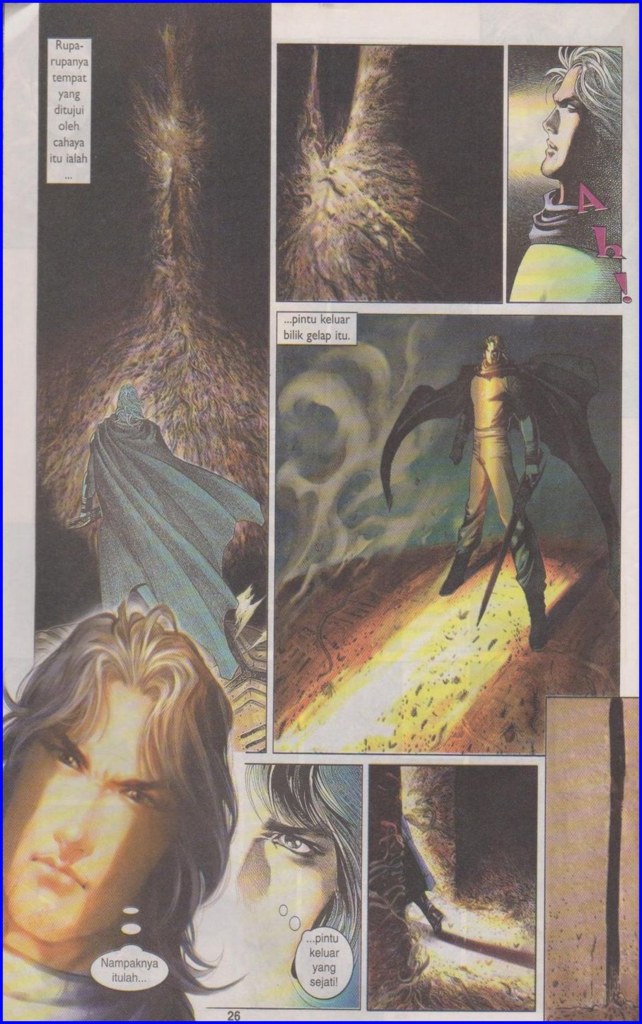 Rupa-
rupanya
tempat
yang
ditujui
oleh
cahaya
itu ialah
...
Ah!
...pintu keluar
bilik gelap itu.
Nampaknya
itulah...
...pintu
keluar
yang
sejati!
26